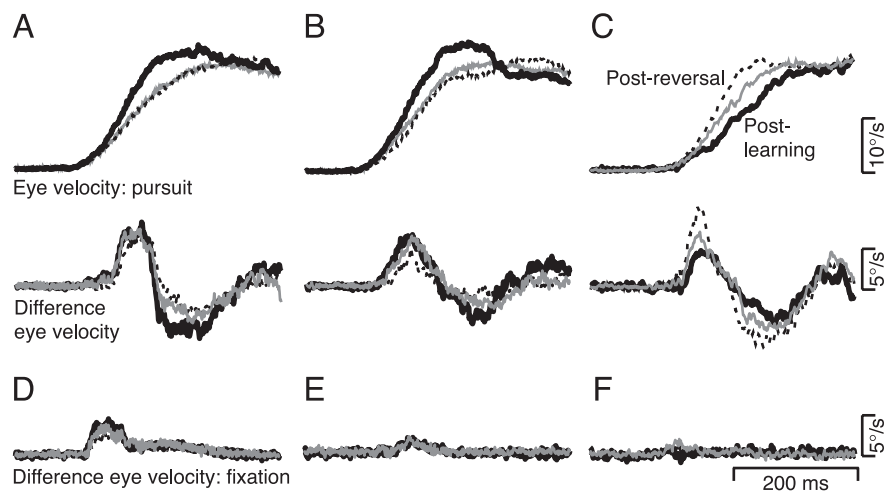 A
B
C
Post-reversal
Post-
learning
10°/s
Eye velocity: pursuit
Difference
eye velocity
5°/s
D
E
F
5°/s
Difference eye velocity: fixation
200 ms